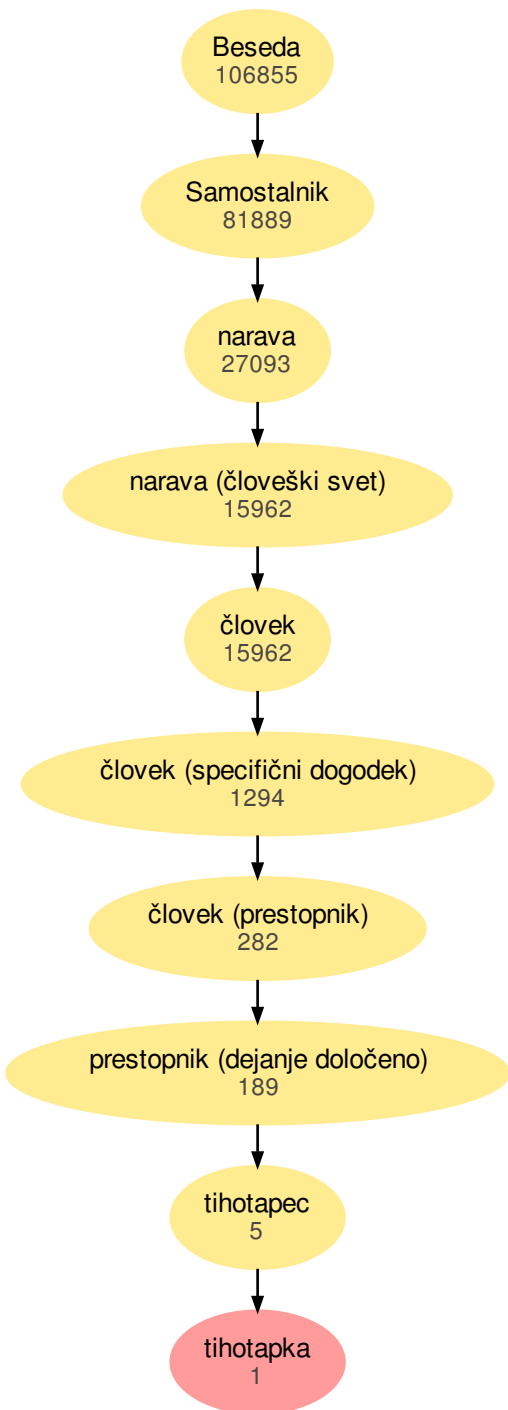 Beseda
106855
Samostalnik
81889
narava
27093
narava (človeški svet)
15962
človek
15962
človek (specifični dogodek)
1294
človek (prestopnik)
282
prestopnik (dejanje določeno)
189
tihotapec
5
tihotapka
1